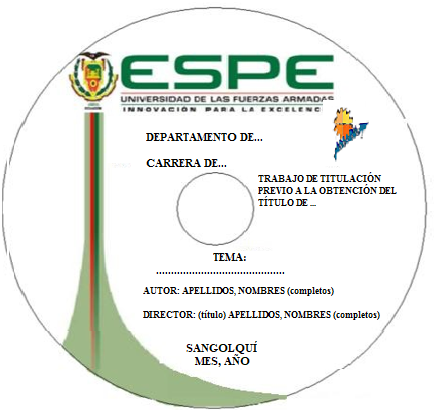 ESPE
UNIVERSIDAD DE LAS FUERZAS ARMADAS
INNOVACIÓN PARA LA EXCELENC
DEPARTAMENTO DE...
CARRERA DE...
TRABAJO DE TITULACIÓN
PREVIO A LA OBTENCIÓN DEL
TÍTULO DE ...
TEMA:
...........................................
AUTOR: APELLIDOS, NOMBRES (completos)
DIRECTOR: (título) APELLIDOS, NOMBRES (completos)
SANGOLQUÍ
MES, AÑO